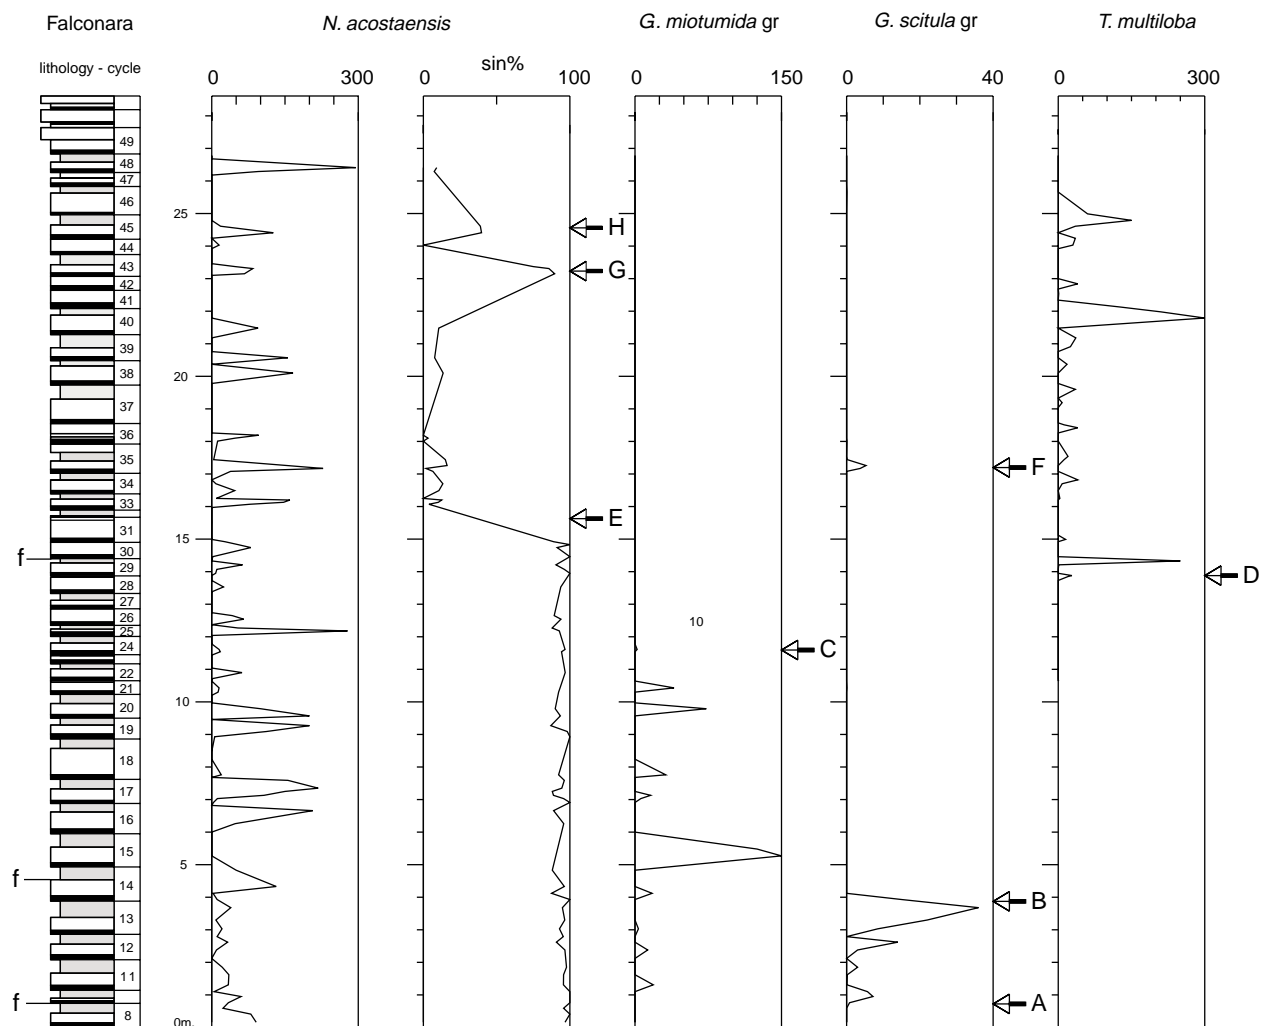 Falconara N. acostaensis G. miotumida gr G. scitula gr T. multiloba
lithology - cycle sin%
0 300 0 100 0 150 0 40 0 300
49
48
47
46
25
45 H
44
43 G
42
41
40
39
20
38
37
36
35 F
34
33
E
31
15
30
f
29 D
28
27
26 10
25
24 C
22
21
10
20
19
18
17
16
15
5
f 14
B
13
12
11
f A
8 0m.